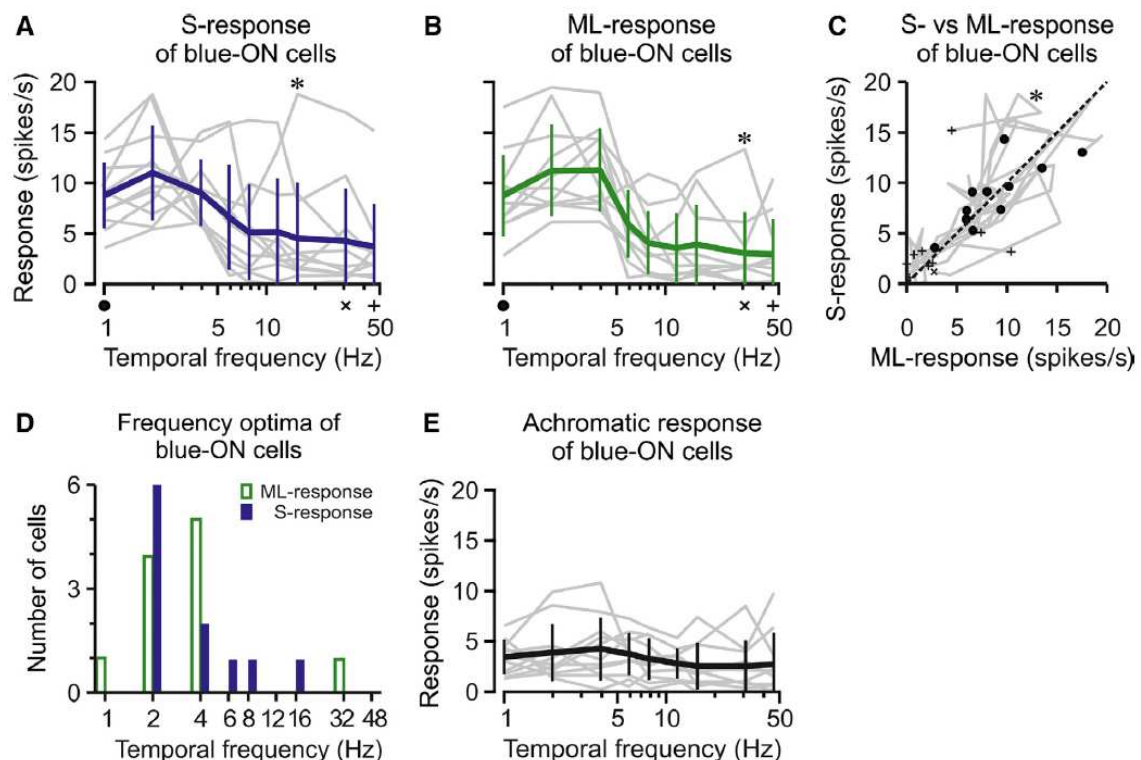 A
S-response
of blue-ON cells
*
Response (spikes/s)
20
15
10
5
0
● × +
1 5 10 50
Temporal frequency (Hz)
B
ML-response
of blue-ON cells
*
20
15
10
5
0
● × +
1 5 10 50
Temporal frequency (Hz)
C
S- vs ML-response
of blue-ON cells
*
S-response (spikes/s)
20
15
10
5
0
0 5 10 15 20
ML-response (spikes/s)
D
Frequency optima of
blue-ON cells
Number of cells
6
3
0
ML-response
S-response
1 2 4 6 8 12 16 32 48
Temporal frequency (Hz)
E
Achromatic response
of blue-ON cells
Response (spikes/s)
20
15
10
5
0
1 5 10 50
Temporal frequency (Hz)